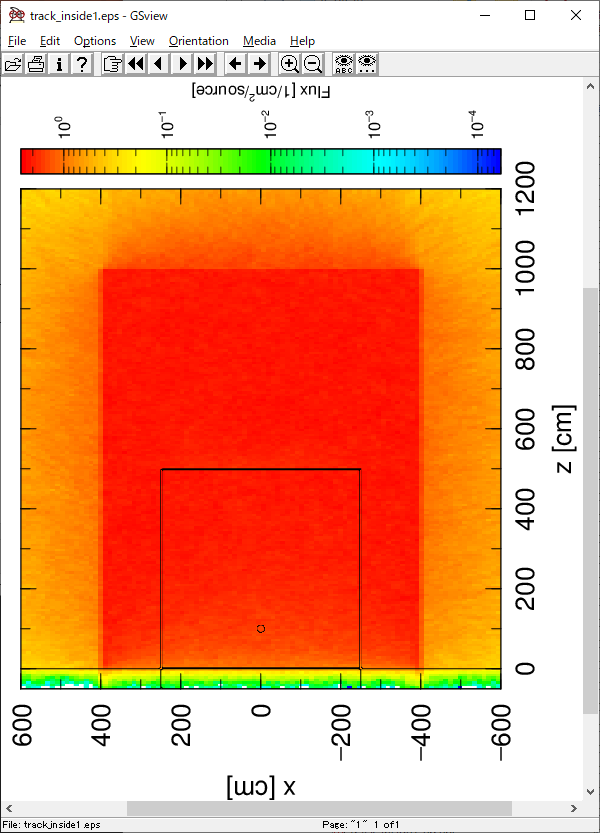 track_inside1.eps - GSview
File Edit Options View Orientation Media Help
ABC
Flux [1/cm²/source]
10⁰ 10⁻¹ 10⁻² 10⁻³ 10⁻⁴
1200
1000
800
600
400
200
0
z [cm]
600 400 200 0 -200 -400 -600
x [cm]
File: track_inside1.eps Page: "1" 1 of 1